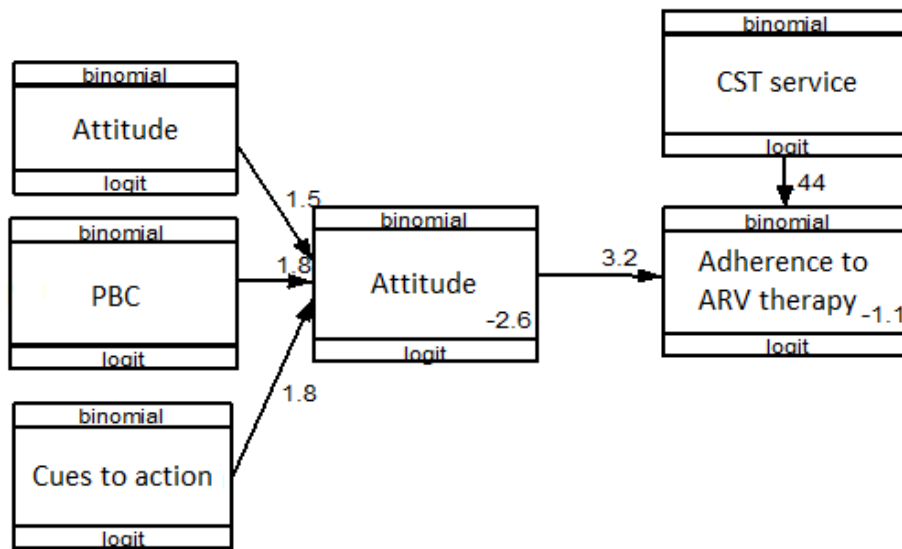 binomial
CST service
logit
binomial
Attitude
logit
1.5
44
binomial
PBC
logit
1.8
binomial
Attitude
-2.6
logit
3.2
binomial
Adherence to
ARV therapy
-1.1
logit
1.8
binomial
Cues to action
logit